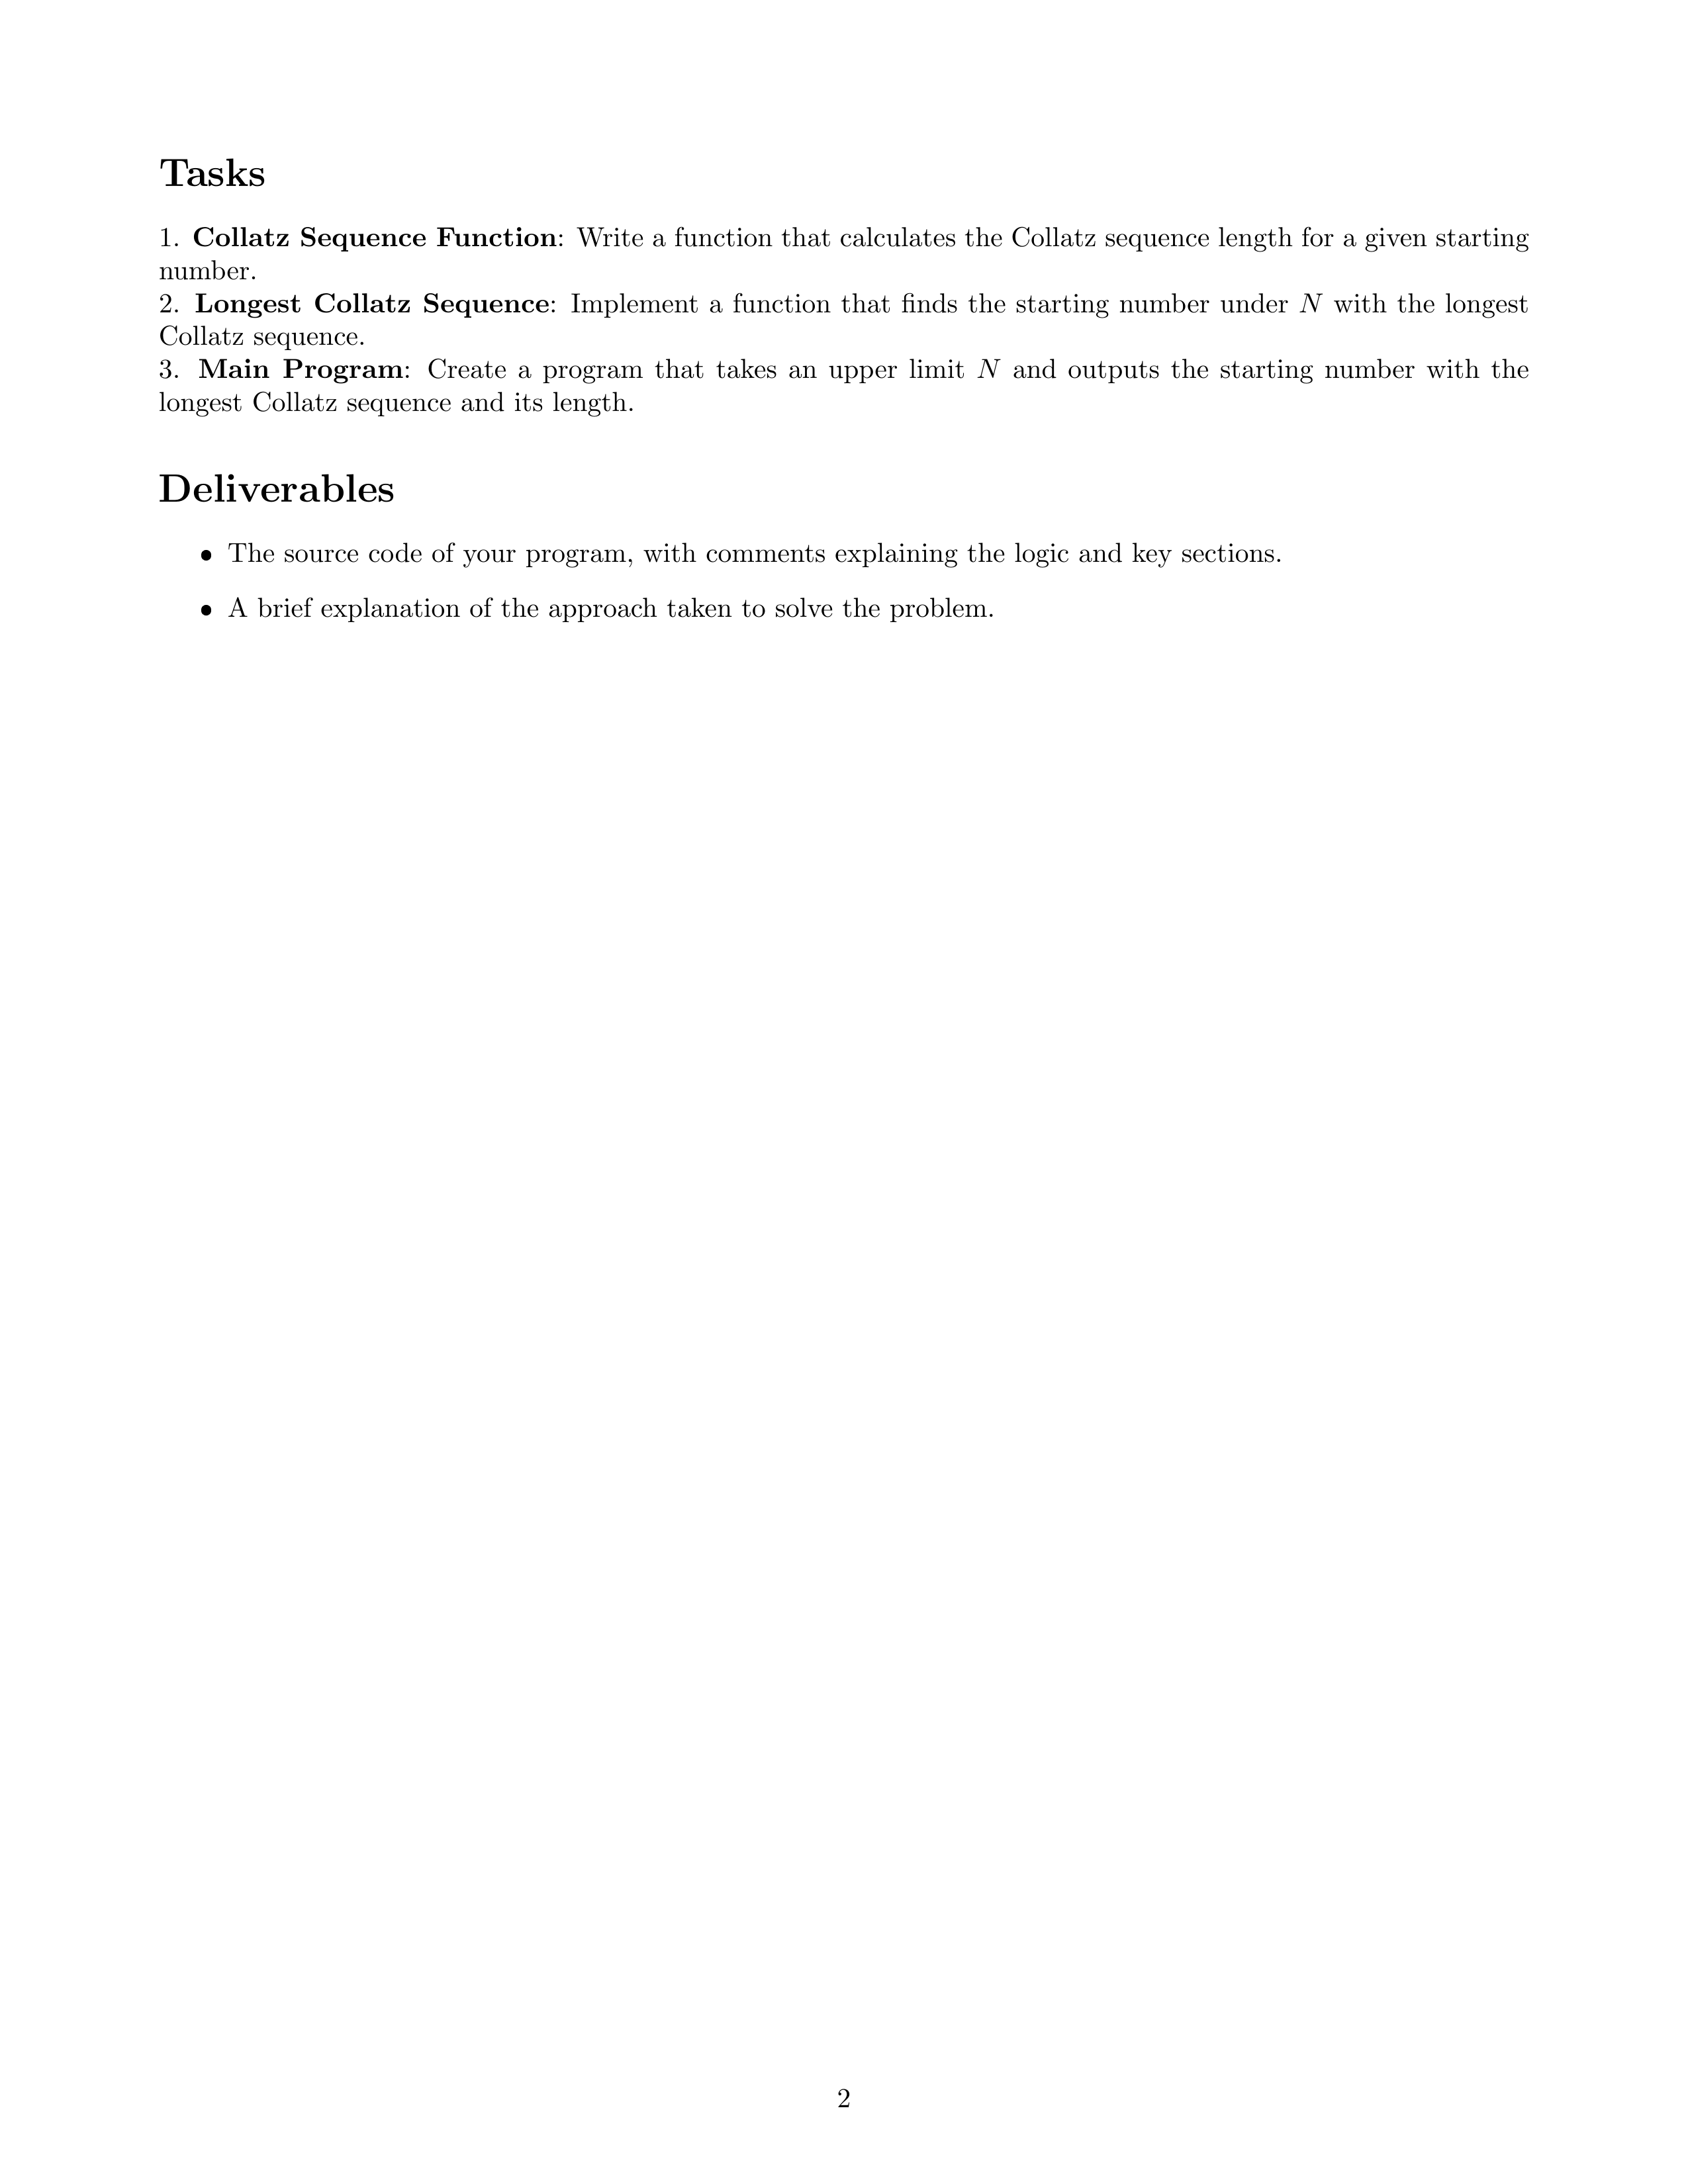 Tasks
1. Collatz Sequence Function: Write a function that calculates the Collatz sequence length for a given starting
number.
2. Longest Collatz Sequence: Implement a function that finds the starting number under N with the longest
Collatz sequence.
3. Main Program: Create a program that takes an upper limit N and outputs the starting number with the
longest Collatz sequence and its length.
Deliverables
• The source code of your program, with comments explaining the logic and key sections.
• A brief explanation of the approach taken to solve the problem.
2